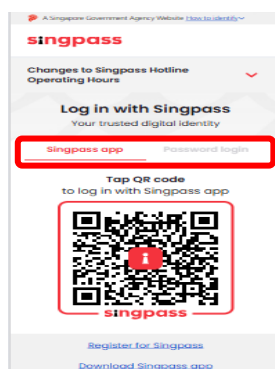 A Singapore Government Agency Website How to identify
singpass
Changes to Singpass Hotline
Operating Hours
Log in with Singpass
Your trusted digital identity
Singpass app Password login
Tap QR code
to log in with Singpass app
singpass
Register for Singpass
Download Singpass app